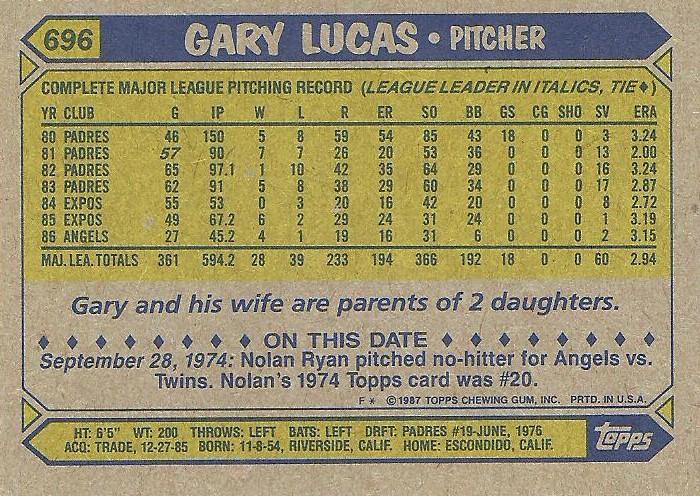 696 GARY LUCAS • PITCHER
COMPLETE MAJOR LEAGUE PITCHING RECORD (LEAGUE LEADER IN ITALICS, TIE♦)
YR CLUB G IP W L R ER SO BB GS CG SHO SV ERA
80 PADRES 46 150 5 8 59 54 85 43 18 0 0 3 3.24
81 PADRES 57 90 7 7 26 20 53 36 0 0 0 13 2.00
82 PADRES 65 97.1 1 10 42 35 64 29 0 0 0 16 3.24
83 PADRES 62 91 5 8 38 29 60 34 0 0 0 17 2.87
84 EXPOS 55 53 0 3 20 16 42 20 0 0 0 8 2.72
85 EXPOS 49 67.2 6 2 29 24 31 24 0 0 0 1 3.19
86 ANGELS 27 45.2 4 1 19 16 31 6 0 0 0 2 3.15
MAJ. LEA. TOTALS 361 594.2 28 39 233 194 366 192 18 0 0 60 2.94
Gary and his wife are parents of 2 daughters.
♦ ♦ ♦ ♦ ♦ ♦ ♦ ♦ ON THIS DATE ♦ ♦ ♦ ♦ ♦ ♦ ♦ ♦
September 28, 1974: Nolan Ryan pitched no-hitter for Angels vs.
Twins. Nolan's 1974 Topps card was #20.
F * ©1987 TOPPS CHEWING GUM, INC. PRTD. IN U.S.A.
HT: 6'5" WT: 200 THROWS: LEFT BATS: LEFT DRFT: PADRES #19-JUNE, 1976
ACQ: TRADE, 12-27-85 BORN: 11-8-54, RIVERSIDE, CALIF. HOME: ESCONDIDO, CALIF.
topps